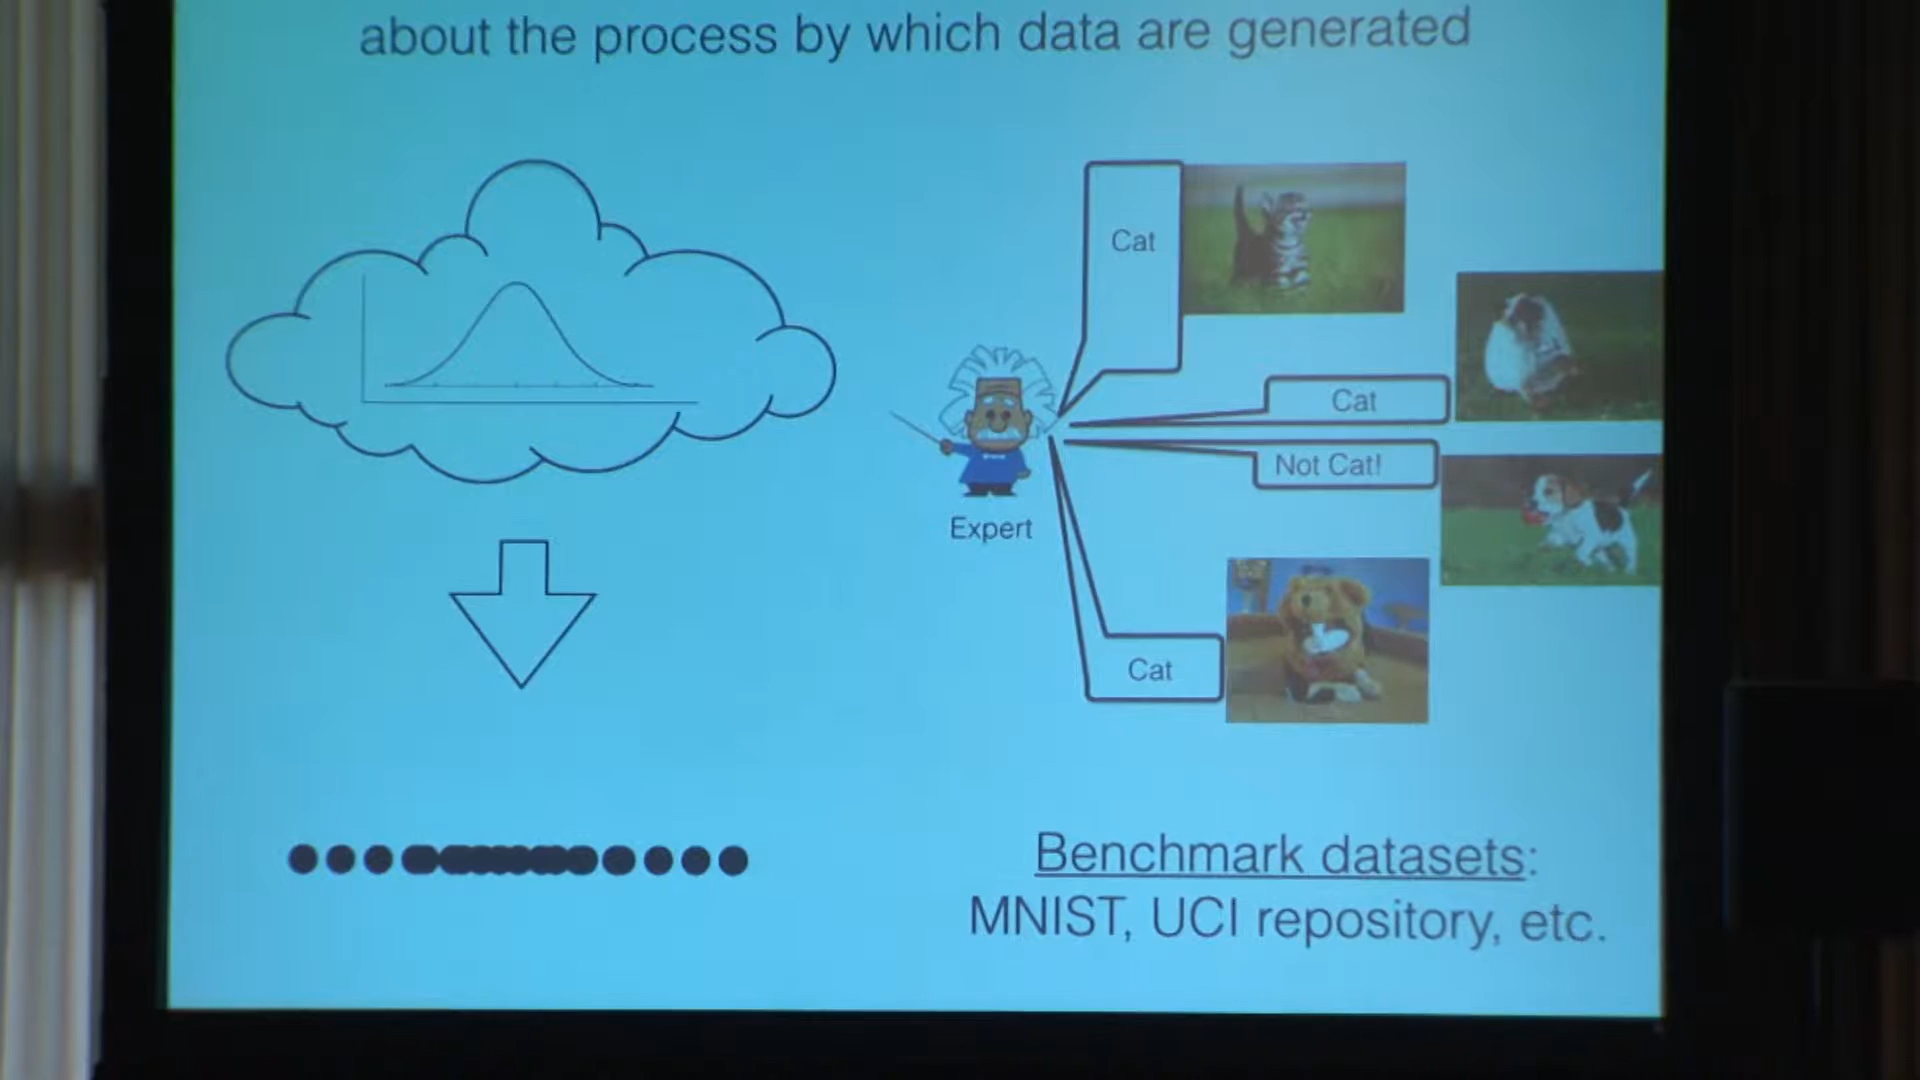 about the process by which data are generated
Cat
Cat
Not Cat!
Expert
Cat
Benchmark datasets:
MNIST, UCI repository, etc.